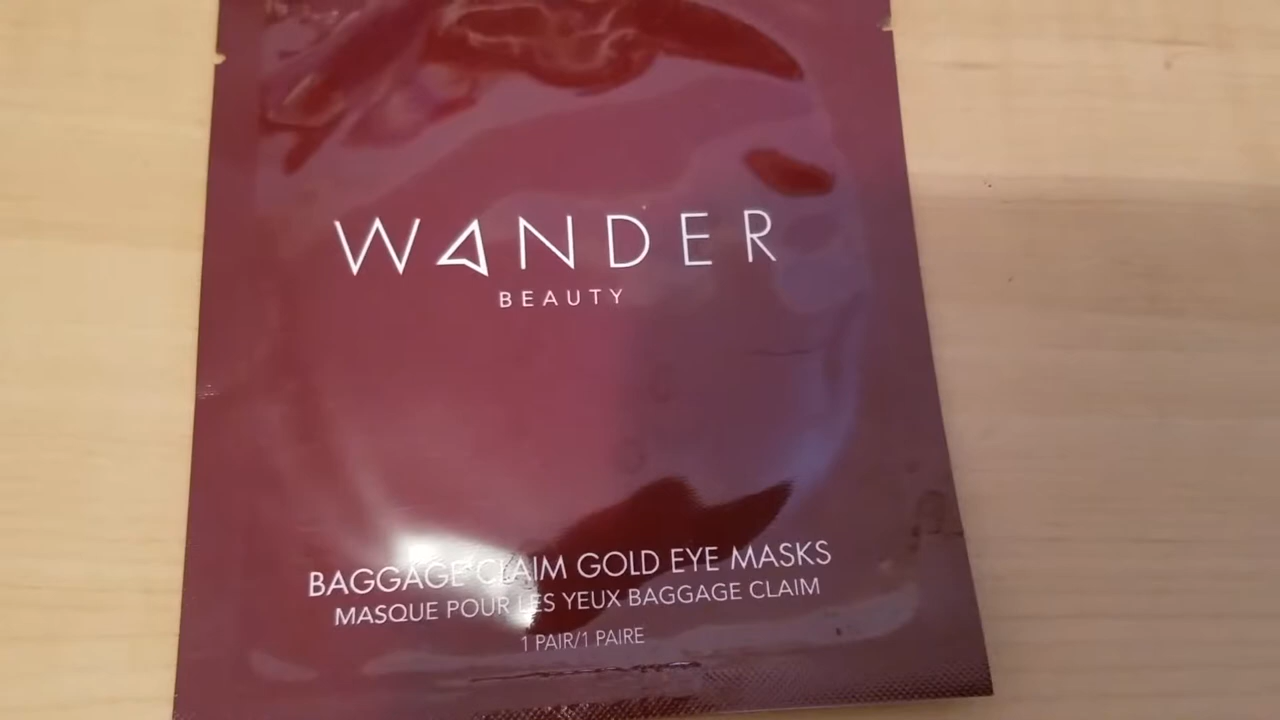 WANDER
BEAUTY
BAGGAGE CLAIM GOLD EYE MASKS
MASQUE POUR LES YEUX BAGGAGE CLAIM
1 PAIR/1 PAIRE